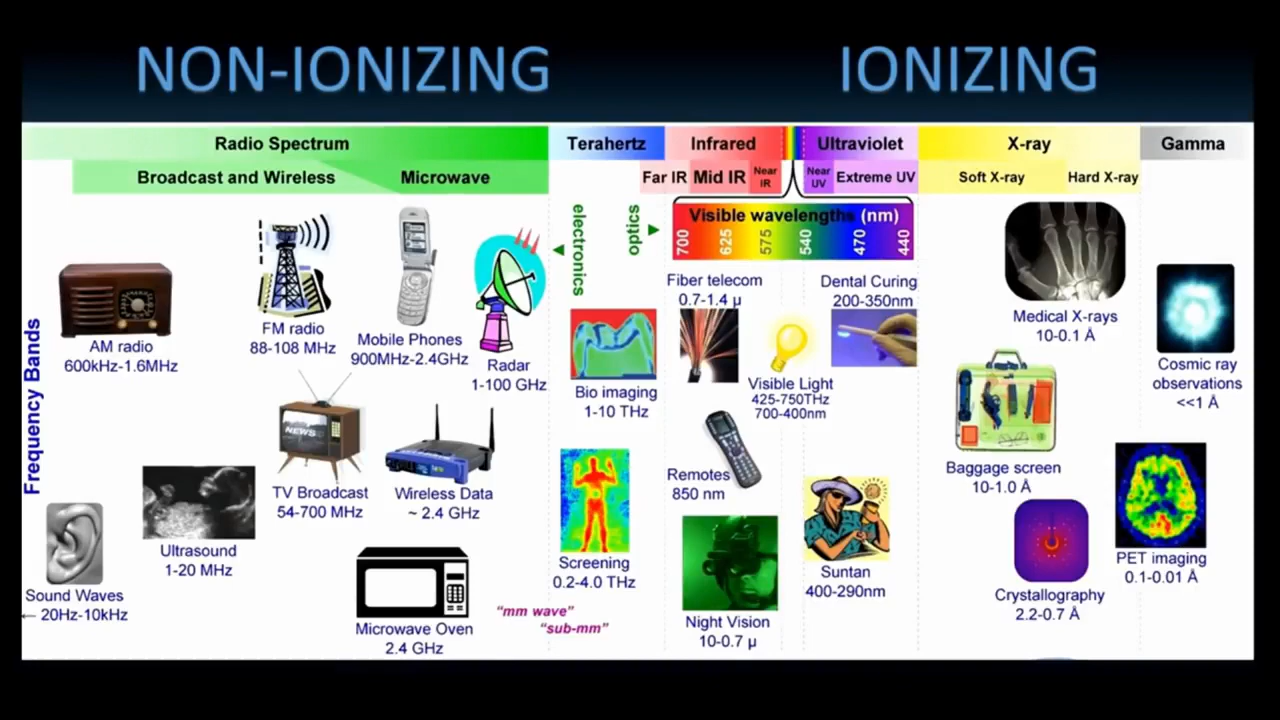 NON-IONIZING
IONIZING
Radio Spectrum
Terahertz
Infrared
Ultraviolet
X-ray
Gamma
Broadcast and Wireless
Microwave
Far IR
Mid IR
Near
IR
Near
UV
Extreme UV
Soft X-ray
Hard X-ray
electronics
optics
Visible wavelengths (nm)
700
625
575
540
470
440
Frequency Bands
AM radio
600kHz-1.6MHz
FM radio
88-108 MHz
Mobile Phones
900MHz-2.4GHz
Radar
1-100 GHz
Bio imaging
1-10 THz
Fiber telecom
0.7-1.4 µ
Dental Curing
200-350nm
Visible Light
425-750THz
700-400nm
Medical X-rays
10-0.1 Å
Cosmic ray
observations
<<1 Å
Sound Waves
← 20Hz-10kHz
Ultrasound
1-20 MHz
NEWS
TV Broadcast
54-700 MHz
Wireless Data
~ 2.4 GHz
Microwave Oven
2.4 GHz
"mm wave"
"sub-mm"
Screening
0.2-4.0 THz
Remotes
850 nm
Night Vision
10-0.7 µ
Suntan
400-290nm
Baggage screen
10-1.0 Å
Crystallography
2.2-0.7 Å
PET imaging
0.1-0.01 Å